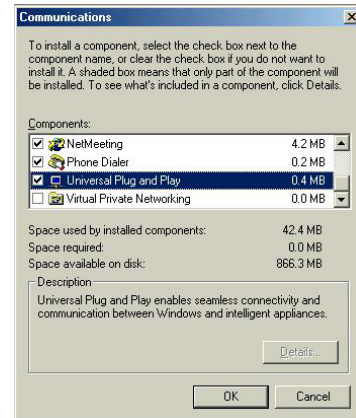 Communications
To install a component, select the check box next to the
component name, or clear the check box if you do not want to
install it. A shaded box means that only part of the component will
be installed. To see what's included in a component, click Details.
Components:
NetMeeting 4.2 MB
Phone Dialer 0.2 MB
Universal Plug and Play 0.4 MB
Virtual Private Networking 0.0 MB
Space used by installed components: 42.4 MB
Space required: 0.0 MB
Space available on disk: 866.3 MB
Description
Universal Plug and Play enables seamless connectivity and
communication between Windows and intelligent appliances.
Details...
OK Cancel